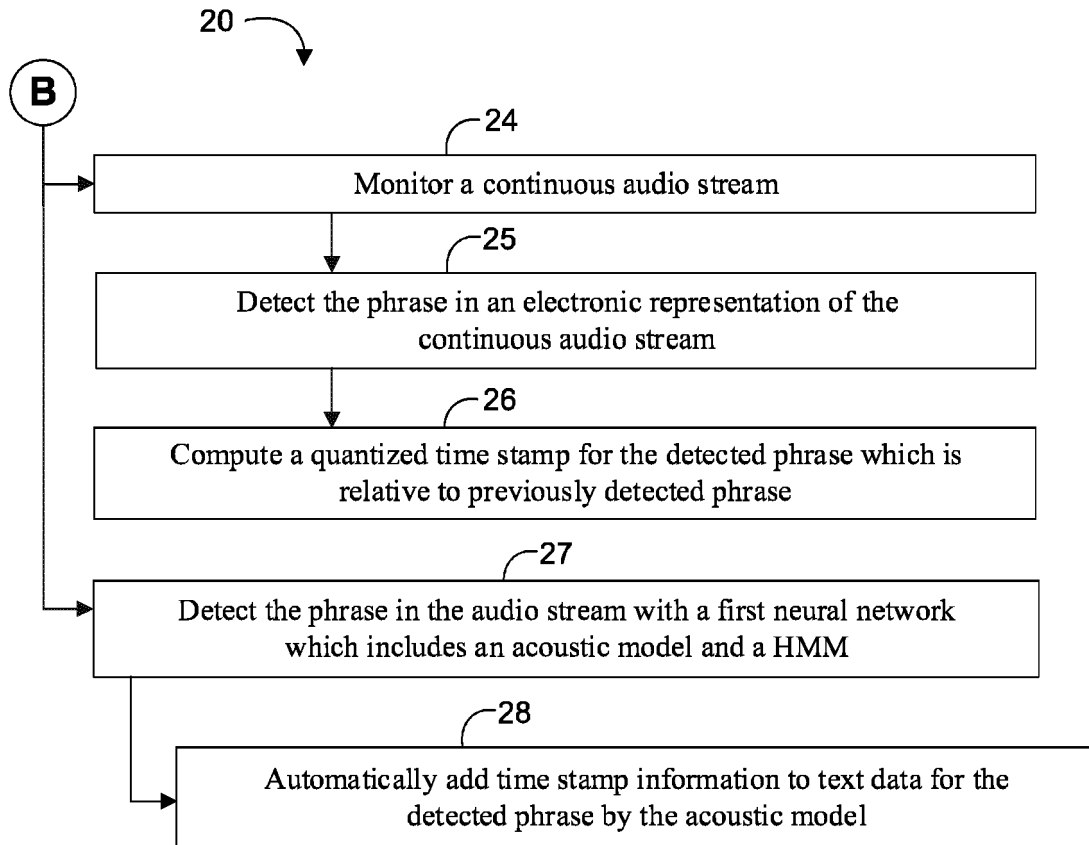 20
B
24
Monitor a continuous audio stream
25
Detect the phrase in an electronic representation of the
continuous audio stream
26
Compute a quantized time stamp for the detected phrase which is
relative to previously detected phrase
27
Detect the phrase in the audio stream with a first neural network
which includes an acoustic model and a HMM
28
Automatically add time stamp information to text data for the
detected phrase by the acoustic model